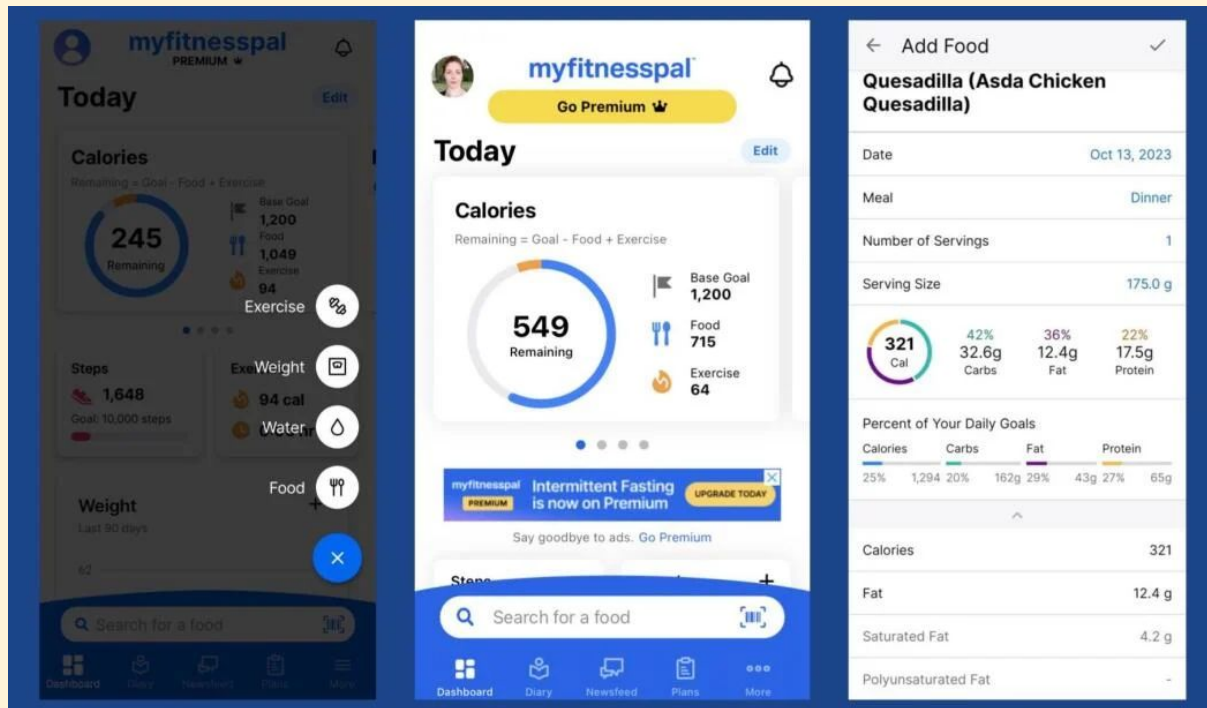 myfitnesspal
PREMIUM
Today
Edit
Calories
Remaining = Goal - Food + Exercise
245
Remaining
Base Goal
1,200
Food
1,049
Exercise
94
Exercise
Steps
1,648
Goal: 10,000 steps
Weight
94 cal
Water
Food
Weight
Last 90 days
62
Search for a food
Dashboard
Diary
Newsfeed
Plans
More
myfitnesspal
Go Premium
Today
Edit
Calories
Remaining = Goal - Food + Exercise
549
Remaining
Base Goal
1,200
Food
715
Exercise
64
myfitnesspal
PREMIUM
Intermittent Fasting
is now on Premium
UPGRADE TODAY
Say goodbye to ads. Go Premium
Steps
Search for a food
Dashboard Diary Newsfeed Plans More
Add Food
Quesadilla (Asda Chicken
Quesadilla)
Date Oct 13, 2023
Meal Dinner
Number of Servings 1
Serving Size 175.0 g
321
Cal
42% 36% 22%
32.6g 12.4g 17.5g
Carbs Fat Protein
Percent of Your Daily Goals
Calories Carbs Fat Protein
25% 1,294 20% 162g 29% 43g 27% 65g
Calories 321
Fat 12.4 g
Saturated Fat 4.2 g
Polyunsaturated Fat -